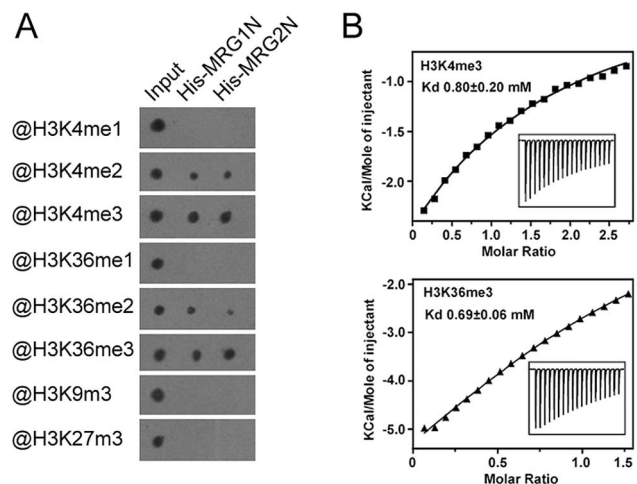 A
Input
His-MRG1N
His-MRG2N
@H3K4me1
@H3K4me2
@H3K4me3
@H3K36me1
@H3K36me2
@H3K36me3
@H3K9m3
@H3K27m3
B
H3K4me3
Kd 0.80±0.20 mM
KCal/Mole of injectant
-1.0
-1.5
-2.0
0.0 0.5 1.0 1.5 2.0 2.5
Molar Ratio
H3K36me3
Kd 0.69±0.06 mM
KCal/Mole of injectant
-2.0
-3.0
-4.0
-5.0
0.0 0.5 1.0 1.5
Molar Ratio